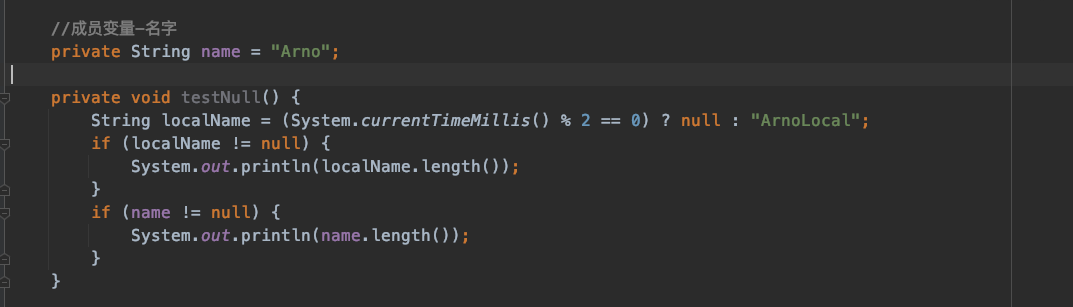 //成员变量-名字
private String name = "Arno";
private void testNull() {
String localName = (System.currentTimeMillis() % 2 == 0) ? null : "ArnoLocal";
if (localName != null) {
System.out.println(localName.length());
}
if (name != null) {
System.out.println(name.length());
}
}